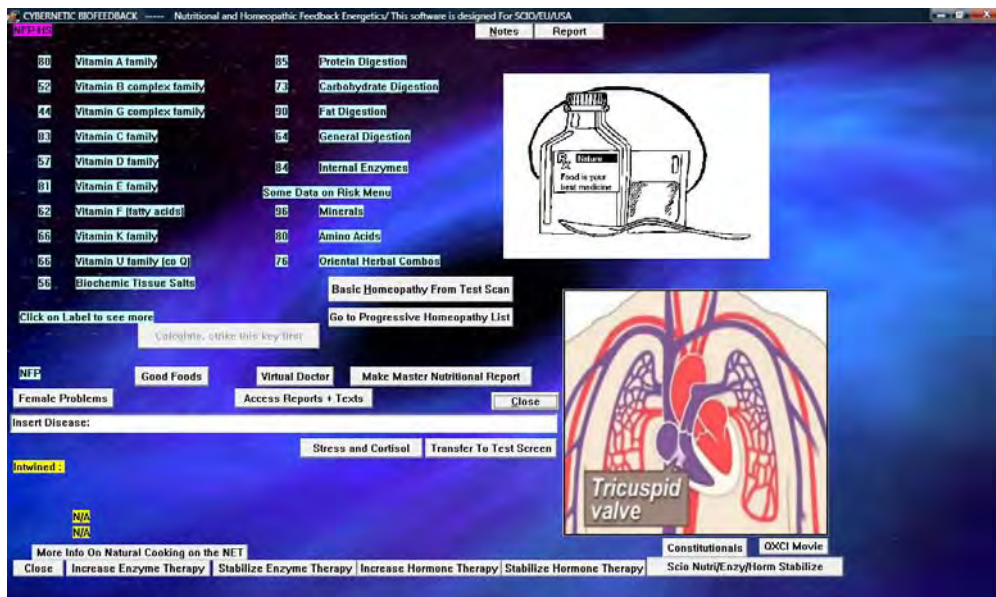 CYBERNETIC BIOFEEDBACK ----- Nutritional and Homeopathic Feedback Energetics/ This software is designed For SCIO/EU/USA
NFP-HS
Notes Report
80 Vitamin A family 85 Protein Digestion
52 Vitamin B complex family 73 Carbohydrate Digestion
44 Vitamin G complex family 90 Fat Digestion
83 Vitamin C family 64 General Digestion
57 Vitamin D family 84 Internal Enzymes
81 Vitamin E family Some Data on Risk Menu
62 Vitamin F (fatty acids) 96 Minerals
66 Vitamin K family 80 Amino Acids
66 Vitamin U family (co Q) 76 Oriental Herbal Combos
56 Biochemic Tissue Salts
Rx Nature
Food is your
best medicine
Basic Homeopathy From Test Scan
Click on Label to see more
Go to Progressive Homeopathy List
Calculate, strike this key first
NFP
Good Foods Virtual Doctor Make Master Nutritional Report
Female Problems Access Reports + Texts Close
Insert Disease:
Stress and Cortisol Transfer To Test Screen
Intwined :
Tricuspid
valve
N/A
N/A
More Info On Natural Cooking on the NET
Constitutionals QXCI Movie
Close Increase Enzyme Therapy Stabilize Enzyme Therapy Increase Hormone Therapy Stabilize Hormone Therapy Scio Nutri/Enzy/Horm Stabilize